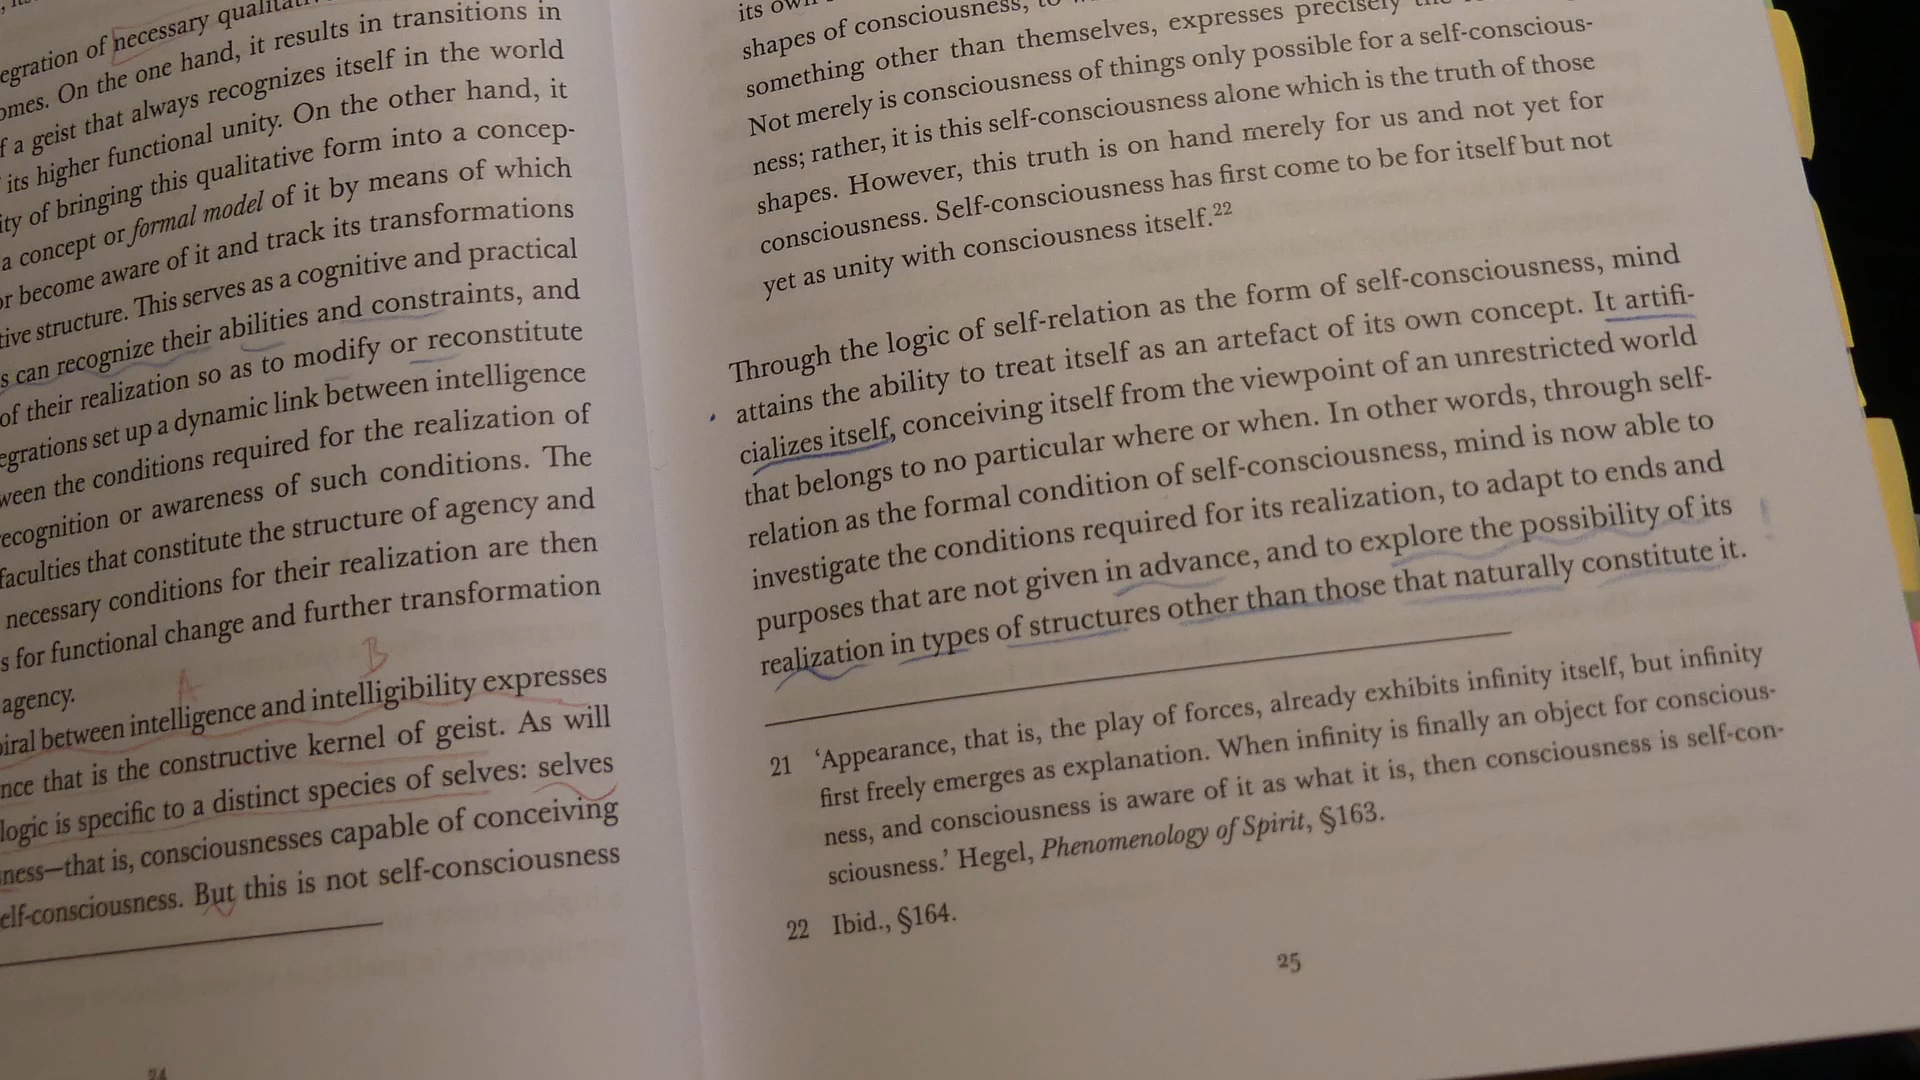 egration of necessary
omes. On the one hand, it results in transitions in
f a geist that always recognizes itself in the world
its higher functional unity. On the other hand, it
ity of bringing this qualitative form into a concep-
a concept or formal model of it by means of which
or become aware of it and track its transformations
tive structure. This serves as a cognitive and practical
s can recognize their abilities and constraints, and
of their realization so as to modify or reconstitute
egrations set up a dynamic link between intelligence
ween the conditions required for the realization of
ecognition or awareness of such conditions. The
faculties that constitute the structure of agency and
necessary conditions for their realization are then
s for functional change and further transformation
agency.
A B
iral between intelligence and intelligibility expresses
nce that is the constructive kernel of geist. As will
logic is specific to a distinct species of selves: selves
ness—that is, consciousnesses capable of conceiving
elf-consciousness. But this is not self-consciousness
24
its own
shapes of consciousness,
something other than themselves, expresses precisely
Not merely is consciousness of things only possible for a self-conscious-
ness; rather, it is this self-consciousness alone which is the truth of those
shapes. However, this truth is on hand merely for us and not yet for
consciousness. Self-consciousness has first come to be for itself but not
yet as unity with consciousness itself.22
Through the logic of self-relation as the form of self-consciousness, mind
attains the ability to treat itself as an artefact of its own concept. It artifi-
cializes itself, conceiving itself from the viewpoint of an unrestricted world
that belongs to no particular where or when. In other words, through self-
relation as the formal condition of self-consciousness, mind is now able to
investigate the conditions required for its realization, to adapt to ends and
purposes that are not given in advance, and to explore the possibility of its
realization in types of structures other than those that naturally constitute it.
!
21 ‘Appearance, that is, the play of forces, already exhibits infinity itself, but infinity
first freely emerges as explanation. When infinity is finally an object for conscious-
ness, and consciousness is aware of it as what it is, then consciousness is self-con-
sciousness.’ Hegel, Phenomenology of Spirit, §163.
22 Ibid., §164.
25